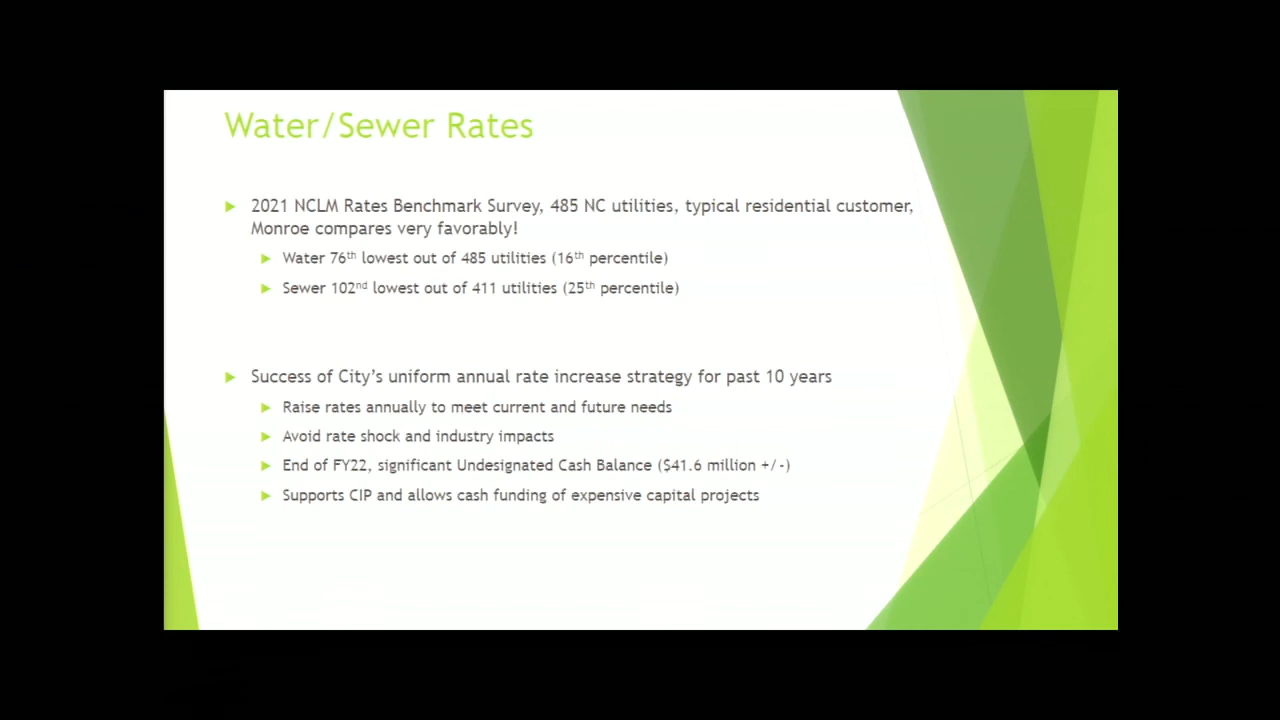 Water/Sewer Rates
2021 NCLM Rates Benchmark Survey, 485 NC utilities, typical residential customer,
Monroe compares very favorably!
Water 76th lowest out of 485 utilities (16th percentile)
Sewer 102nd lowest out of 411 utilities (25th percentile)
Success of City's uniform annual rate increase strategy for past 10 years
Raise rates annually to meet current and future needs
Avoid rate shock and industry impacts
End of FY22, significant Undesignated Cash Balance ($41.6 million +/-)
Supports CIP and allows cash funding of expensive capital projects